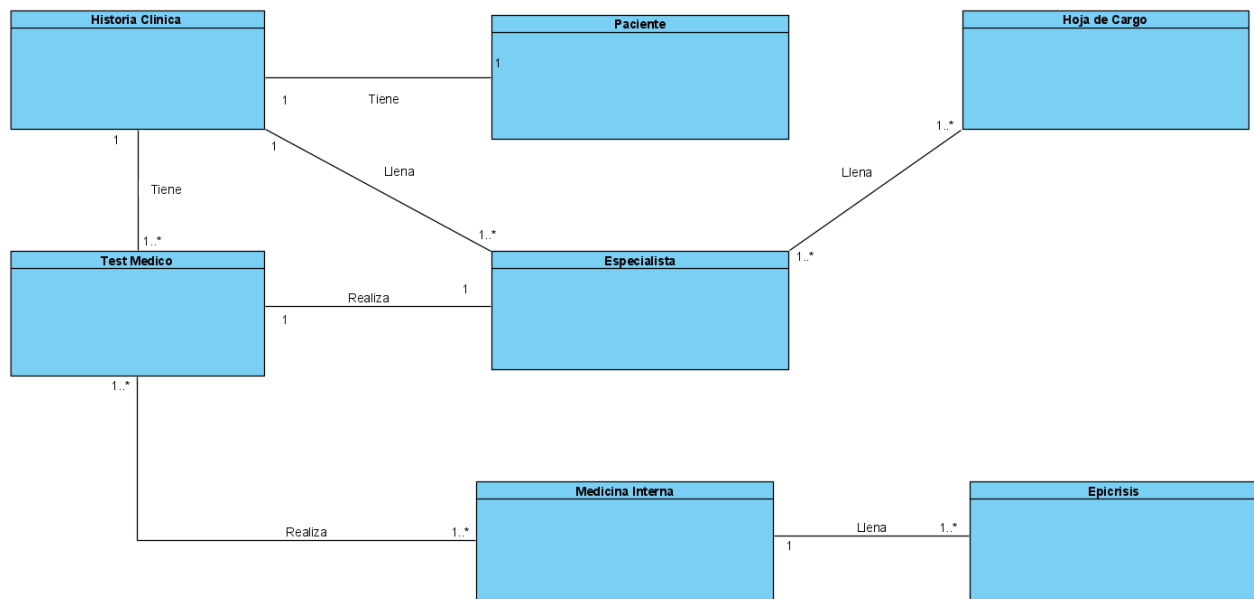 Historia Clinica
Paciente
Hoja de Cargo
1
1
Tiene
1..*
1
1
Llena
Llena
Tiene
1..*
1..*
1..*
Test Medico
Especialista
1
Realiza
1
1..*
Medicina Interna
Epicrisis
Realiza
1..*
Llena
1..*
1